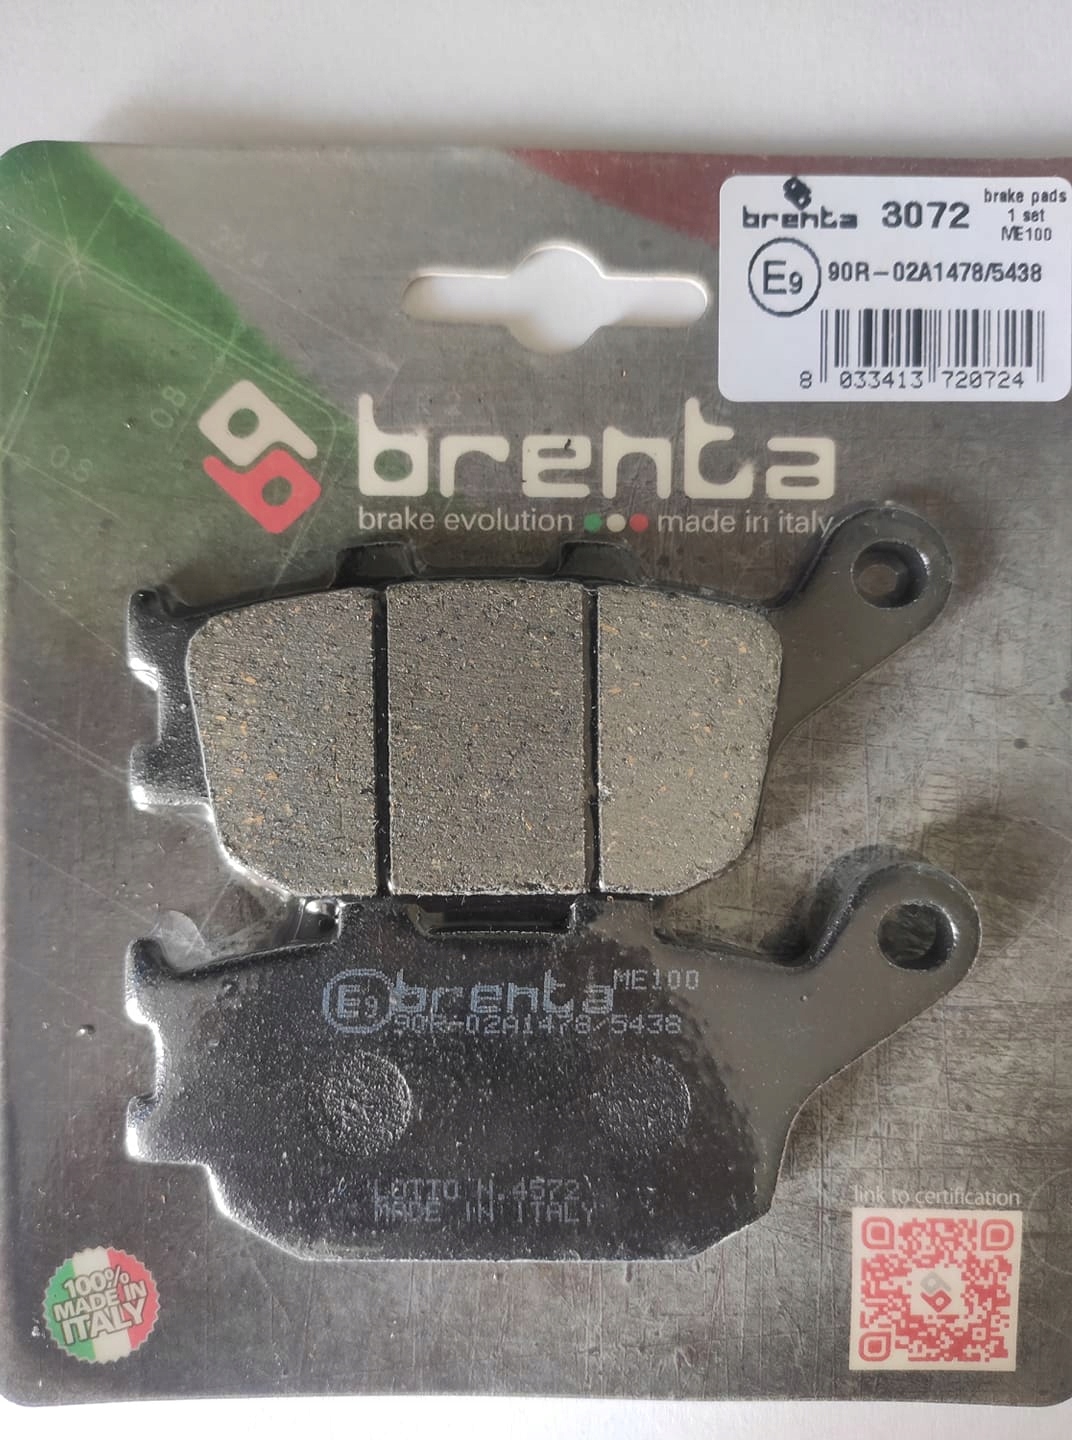 brenta 3072 brake pads
1 set
ME100
E9 90R-02A1478/5438
8 033413 720724
brenta
brake evolution made in italy
E9 brenta ME100
90R-02A1478/5438
LOTTO N.4572
MADE IN ITALY
100%
MADE IN
ITALY
link to certification